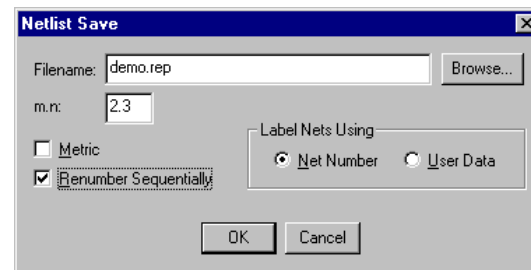 Netlist Save
Filename: demo.rep Browse...
m.n: 2.3
Label Nets Using
Metric
Net Number User Data
Renumber Sequentially
OK Cancel